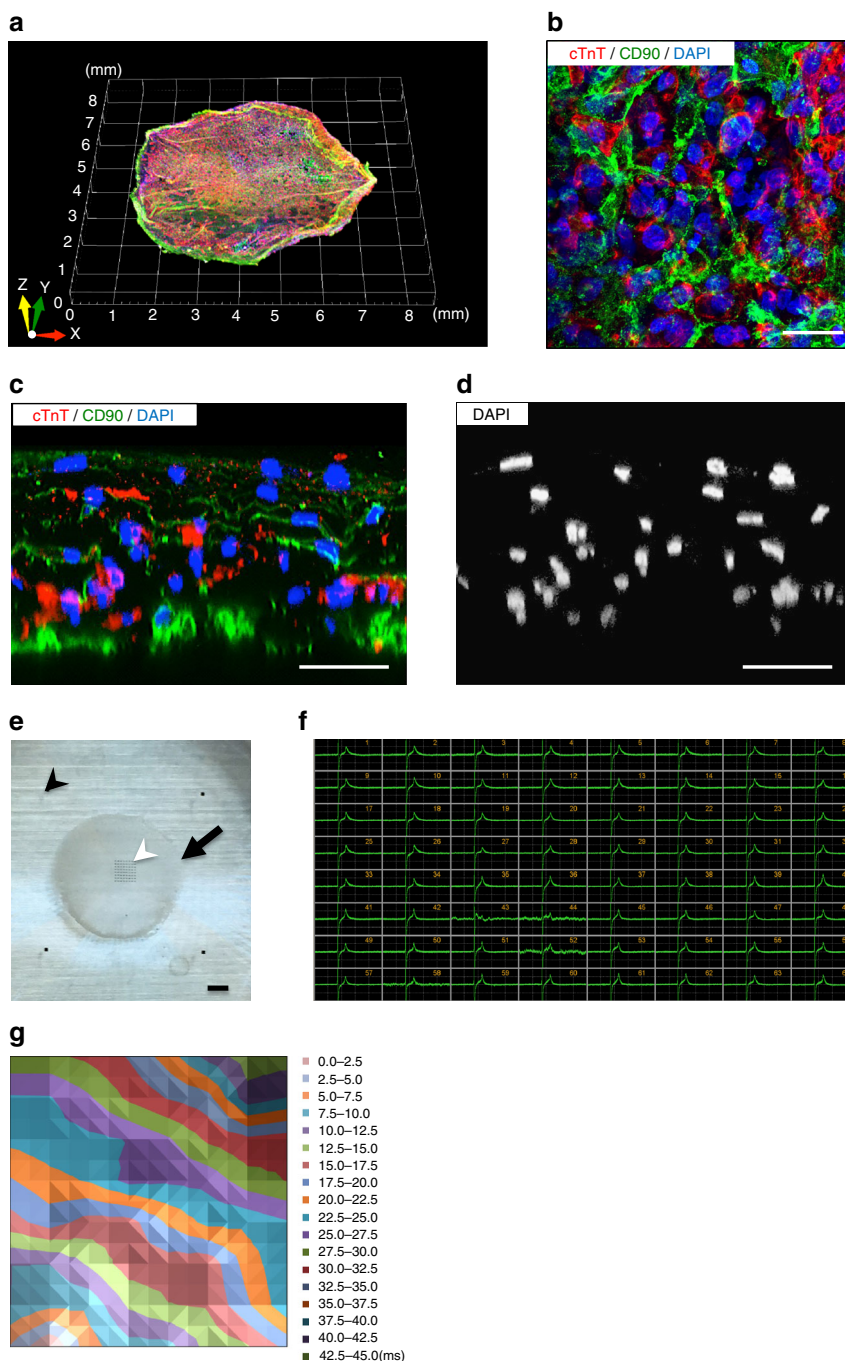 a
(mm)
8
7
6
5
4
3
2
1
0
0 1 2 3 4 5 6 7 8 (mm)
Z Y
X
b
cTnT / CD90 / DAPI
c
cTnT / CD90 / DAPI
d
DAPI
e
f
1 2 3 4 5 6 7
9 10 11 12 13 14
17 18 19 20 21 22 23
25 26 27 28 29 30 31
33 34 35 36 37 38 39
41 42 43 44 45 46 47
49 50 51 52 53 54 55
57 58 59 60 61 62 63
g
0.0–2.5
2.5–5.0
5.0–7.5
7.5–10.0
10.0–12.5
12.5–15.0
15.0–17.5
17.5–20.0
20.0–22.5
22.5–25.0
25.0–27.5
27.5–30.0
30.0–32.5
32.5–35.0
35.0–37.5
37.5–40.0
40.0–42.5
42.5–45.0(ms)